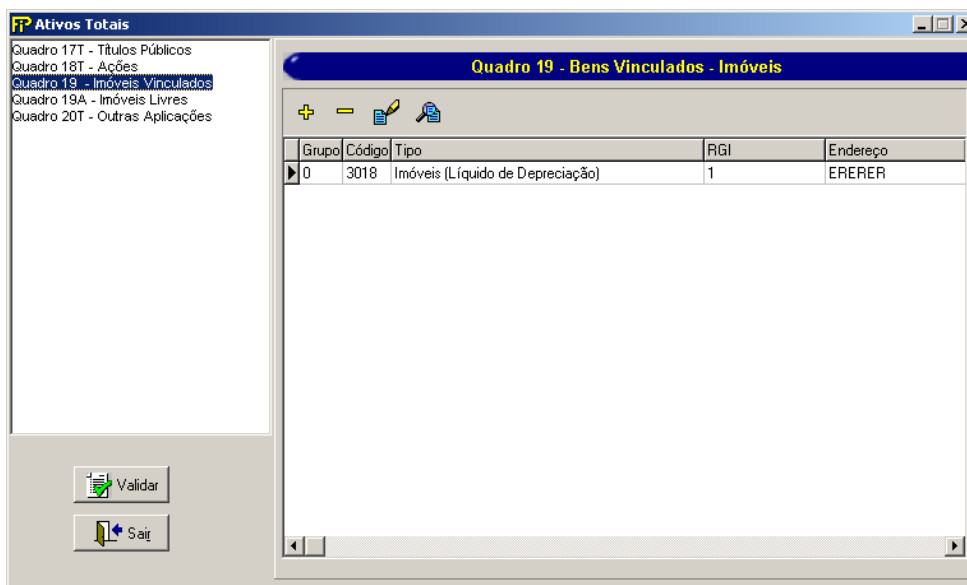 FIP Ativos Totais
Quadro 17T - Títulos Públicos
Quadro 18T - Ações
Quadro 19 - Imóveis Vinculados
Quadro 19A - Imóveis Livres
Quadro 20T - Outras Aplicações
Validar
Sair
Quadro 19 - Bens Vinculados - Imóveis
Grupo Código Tipo RGI Endereço
0 3018 Imóveis (Líquido de Depreciação) 1 ERERER